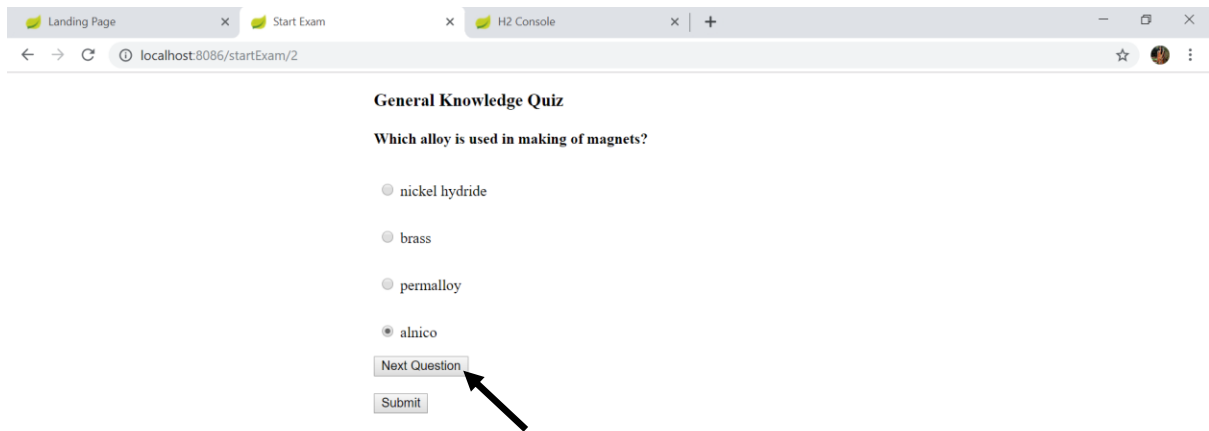 Landing Page
Start Exam
H2 Console
localhost:8086/startExam/2
General Knowledge Quiz
Which alloy is used in making of magnets?
nickel hydride
brass
permalloy
alnico
Next Question
Submit